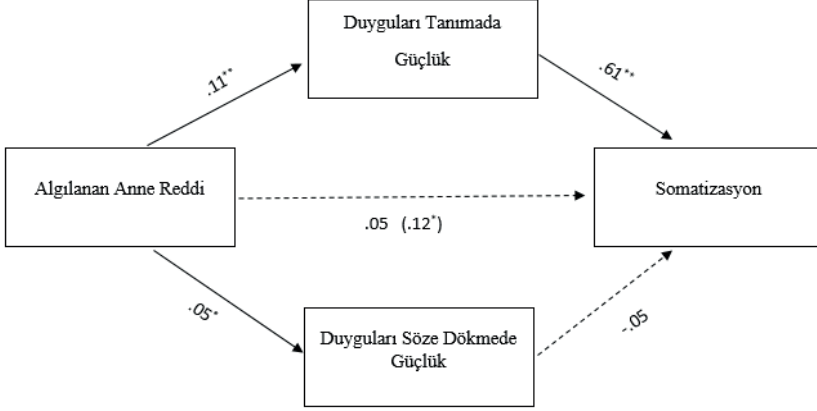 Duyguları Tanımada
Güçlük
.11**
.61**
Algılanan Anne Reddi
Somatizasyon
.05 (.12*)
.05*
-.05
Duyguları Söze Dökmede
Güçlük